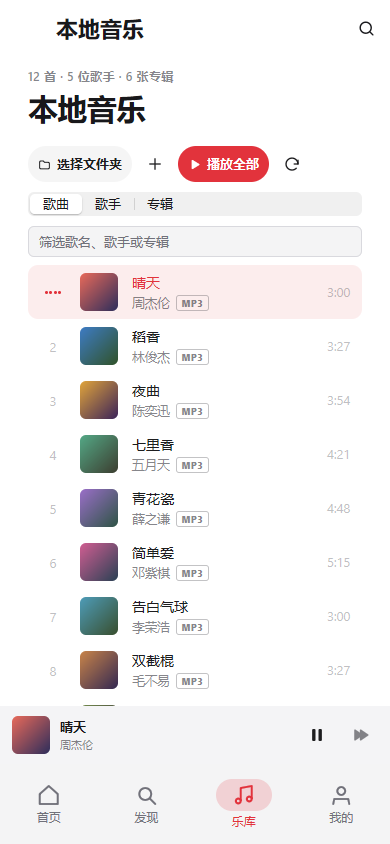 本地音乐
12 首 · 5 位歌手 · 6 张专辑
本地音乐
选择文件夹
播放全部
歌曲 歌手 专辑
筛选歌名、歌手或专辑
晴天
周杰伦 MP3
3:00
2
稻香
林俊杰 MP3
3:27
3
夜曲
陈奕迅 MP3
3:54
4
七里香
五月天 MP3
4:21
5
青花瓷
薛之谦 MP3
4:48
6
简单爱
邓紫棋 MP3
5:15
7
告白气球
李荣浩 MP3
3:00
8
双截棍
毛不易 MP3
3:27
晴天
周杰伦
首页 发现 乐库 我的